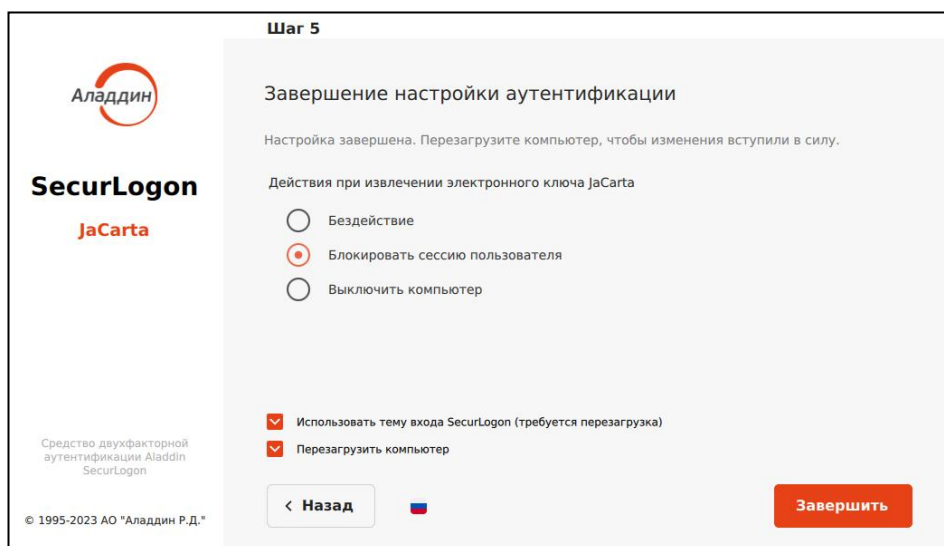 Шаг 5
Аладдин
SecurLogon
JaCarta
Завершение настройки аутентификации
Настройка завершена. Перезагрузите компьютер, чтобы изменения вступили в силу.
Действия при извлечении электронного ключа JaCarta
Бездействие
Блокировать сессию пользователя
Выключить компьютер
Использовать тему входа SecurLogon (требуется перезагрузка)
Перезагрузить компьютер
Средство двухфакторной
аутентификации Aladdin
SecurLogon
© 1995-2023 АО "Аладдин Р.Д."
< Назад
Завершить